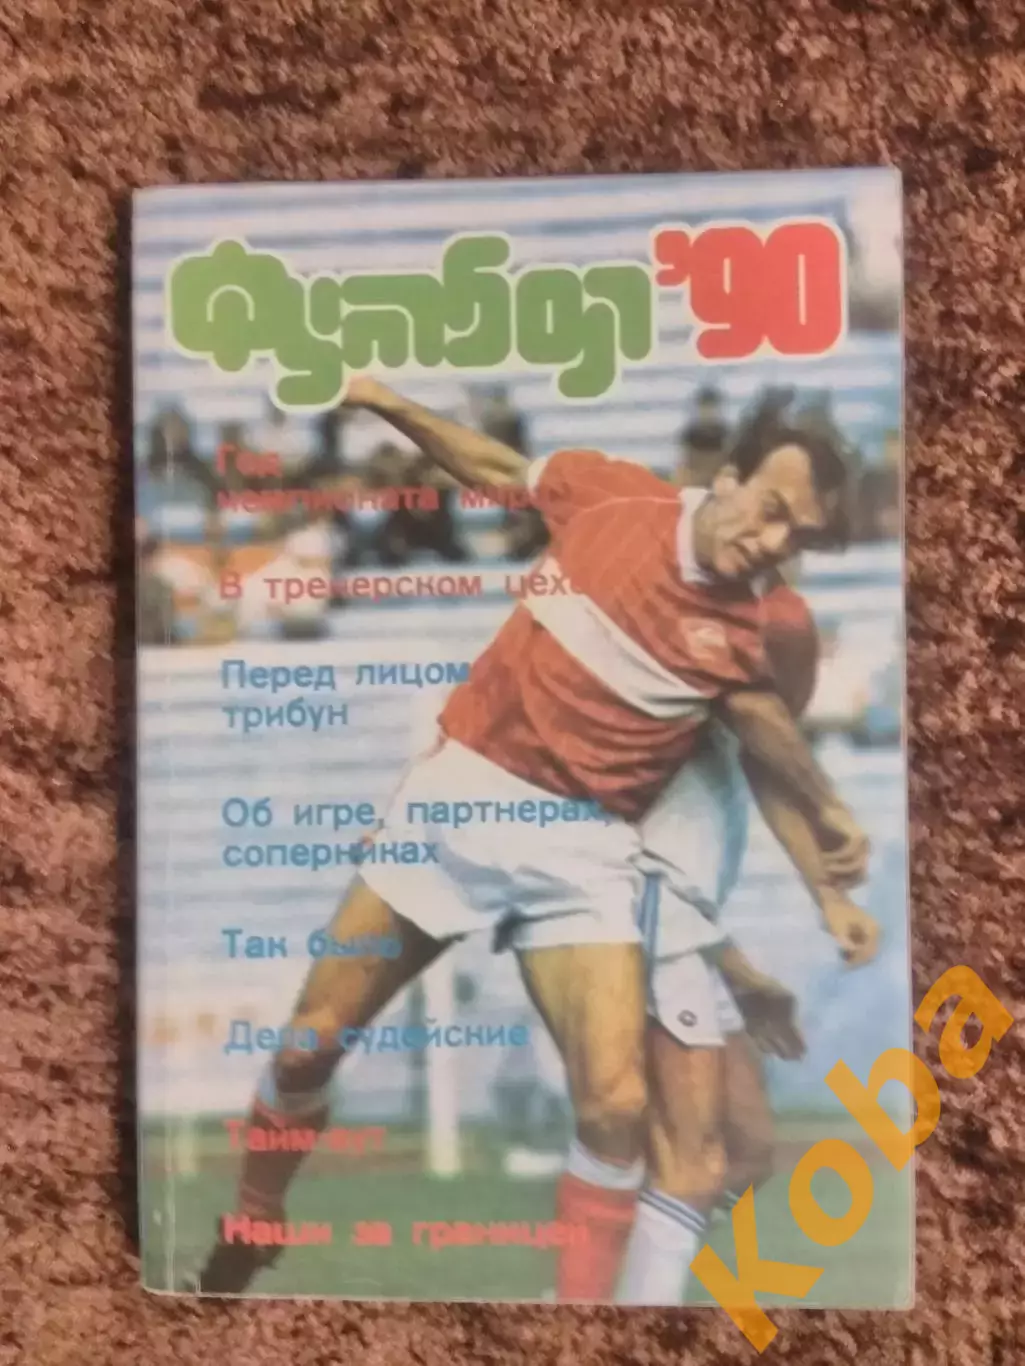 Футбол '90
Год
чемпионата мира
В тренерском цехе
Перед лицом
трибун
Об игре, партнерах,
соперниках
Так было
Дела судейские
Тайм-аут
Наши за границей
Koba